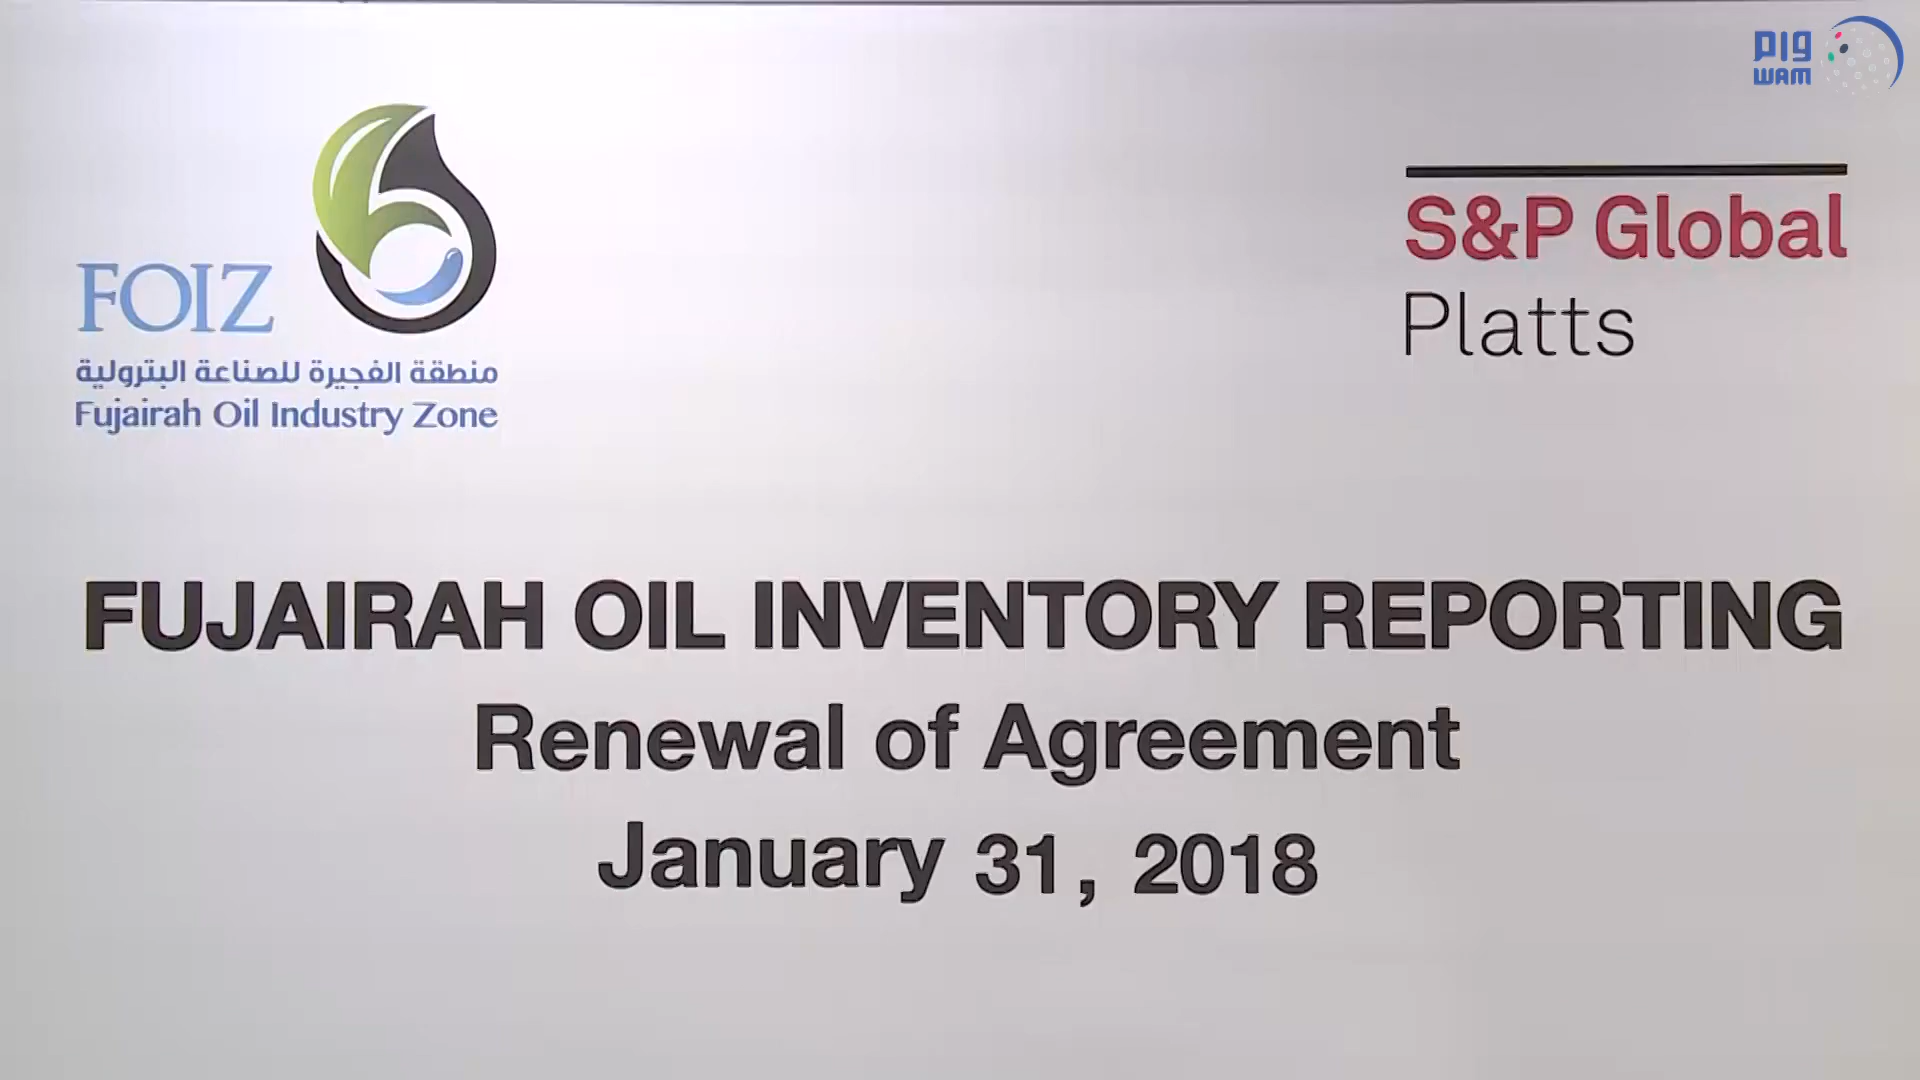 وام
WAM
S&P Global
Platts
FOIZ
منطقة الفجيرة للصناعة البترولية
Fujairah Oil Industry Zone
FUJAIRAH OIL INVENTORY REPORTING
Renewal of Agreement
January 31, 2018